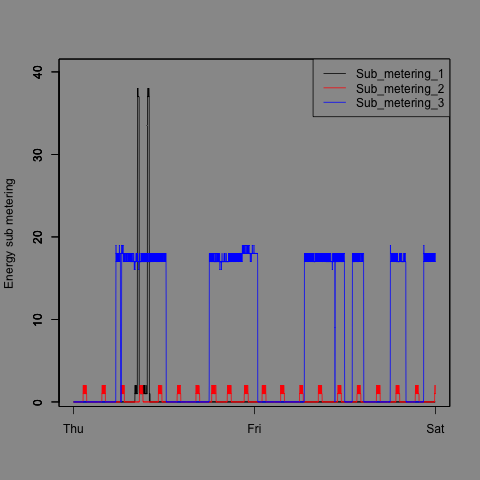 Sub_metering_1
Sub_metering_2
Sub_metering_3
Energy sub metering
40
30
20
10
0
Thu Fri Sat